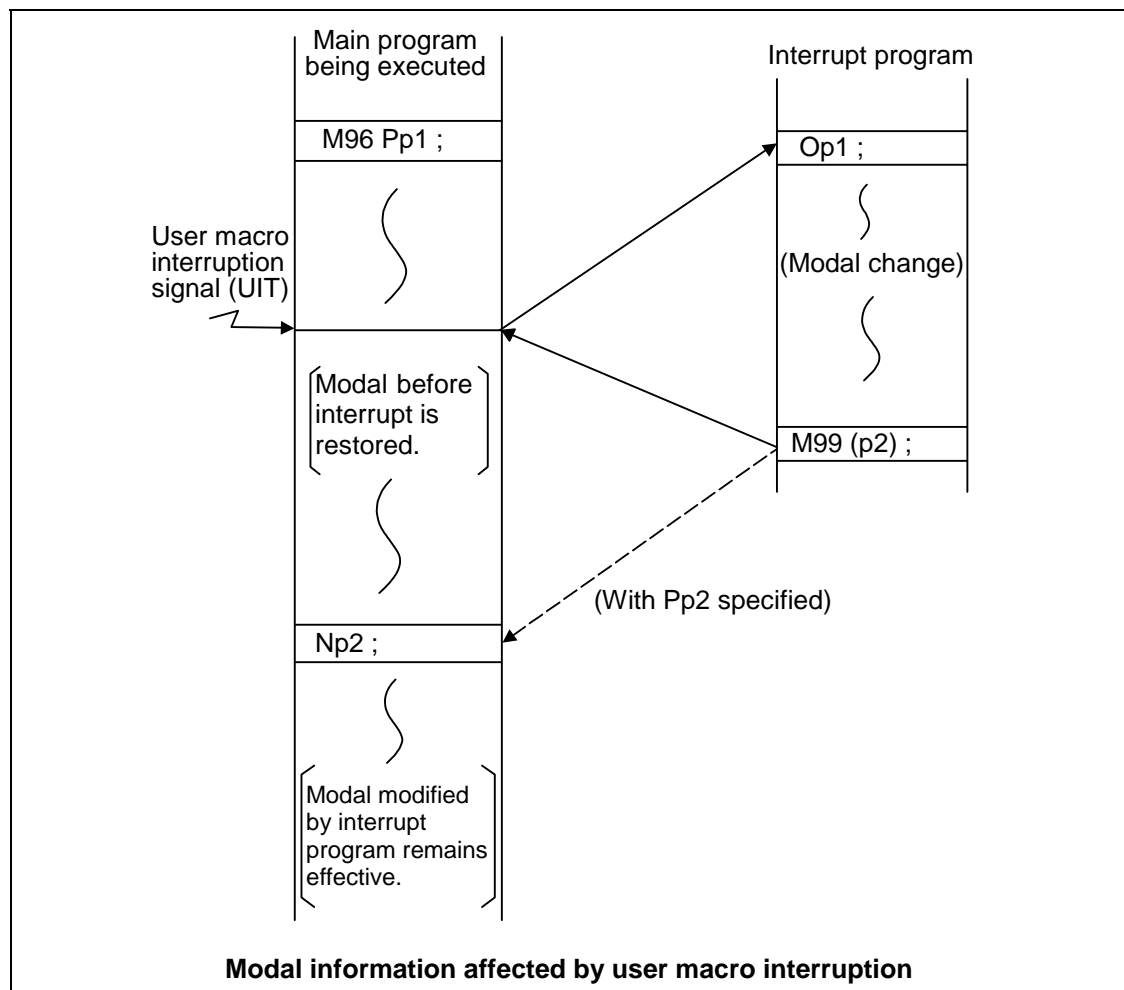 Main program
being executed
Interrupt program
M96 Pp1 ;
Op1 ;
User macro
interruption
signal (UIT)
(Modal change)
Modal before
interrupt is
restored.
M99 (p2) ;
(With Pp2 specified)
Np2 ;
Modal modified
by interrupt
program remains
effective.
Modal information affected by user macro interruption